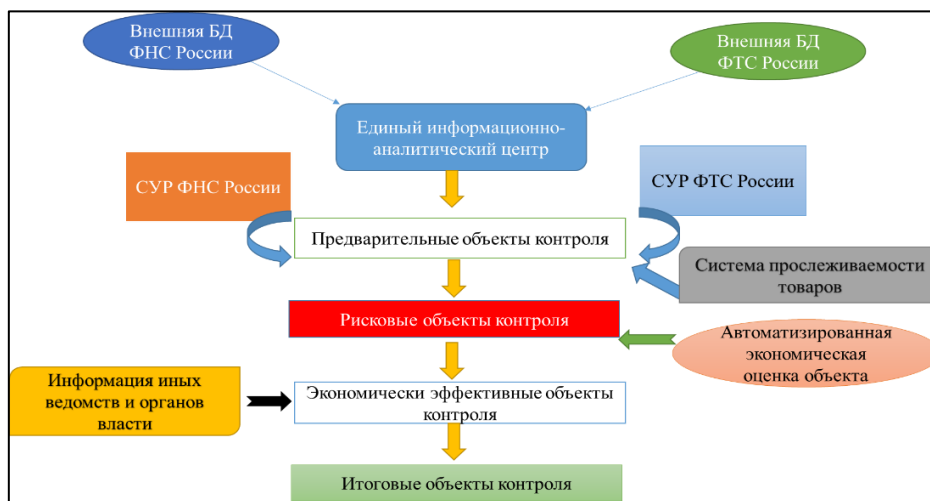 Внешняя БД
ФНС России
Внешняя БД
ФТС России
Единый информационно-
аналитический центр
СУР ФНС России
СУР ФТС России
Предварительные объекты контроля
Система прослеживаемости
товаров
Рисковые объекты контроля
Автоматизированная
экономическая
оценка объекта
Информация иных
ведомств и органов
власти
Экономически эффективные объекты
контроля
Итоговые объекты контроля